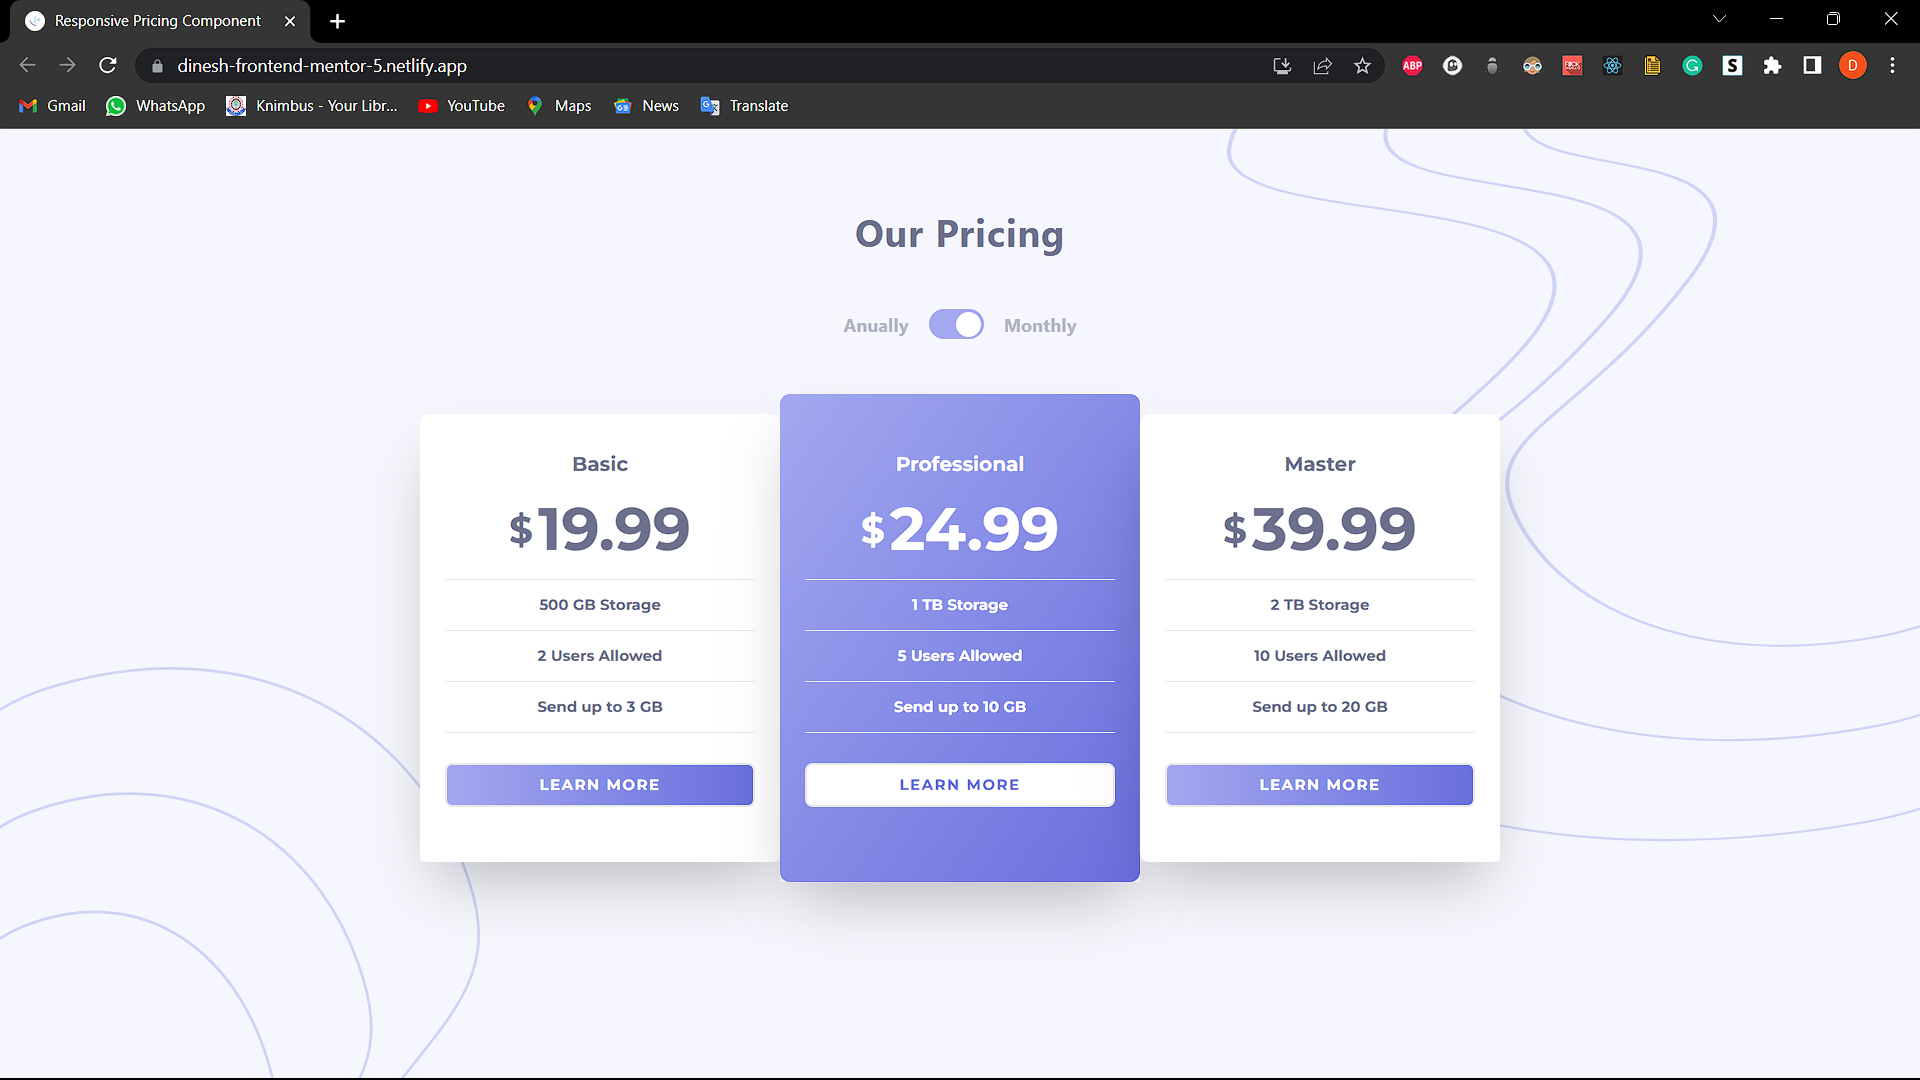 Responsive Pricing Component
dinesh-frontend-mentor-5.netlify.app
ABP
S
D
Gmail
WhatsApp
Knimbus - Your Libr...
YouTube
Maps
News
Translate
Our Pricing
Anually
Monthly
Basic
$19.99
500 GB Storage
2 Users Allowed
Send up to 3 GB
LEARN MORE
Professional
$24.99
1 TB Storage
5 Users Allowed
Send up to 10 GB
LEARN MORE
Master
$39.99
2 TB Storage
10 Users Allowed
Send up to 20 GB
LEARN MORE